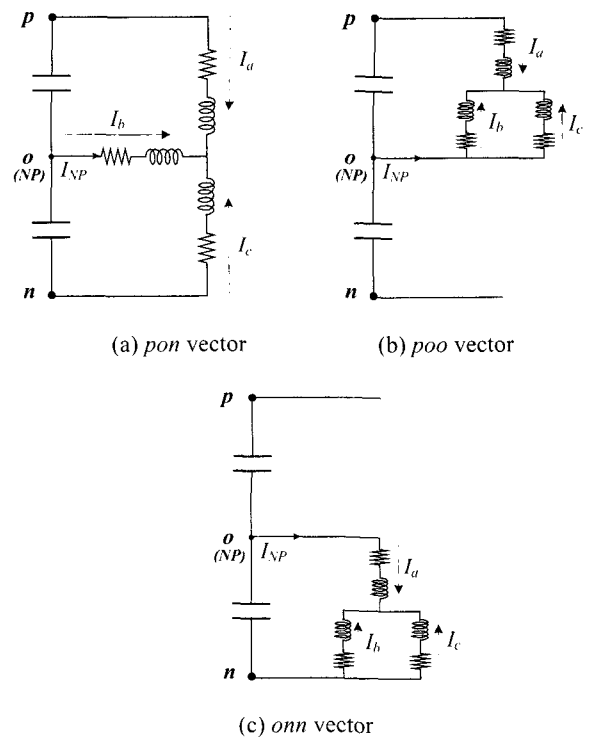 p
I_a
I_b
o
(NP)
I_NP
I_c
n
(a) pon vector
p
I_a
I_b
I_c
o
(NP)
I_NP
n
(b) poo vector
p
o
(NP)
I_NP
I_a
I_b
I_c
n
(c) onn vector